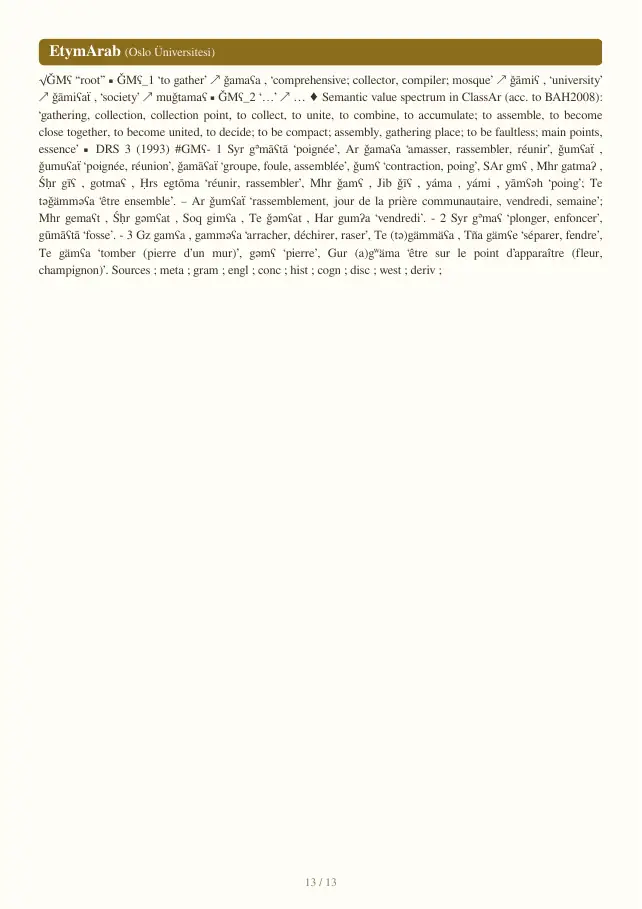 EtymArab (Oslo Üniversitesi)
√ǦMʕ “root” ▪ ǦMʕ_1 ‘to gather’ ↗ ǧamaʕa , ‘comprehensive; collector, compiler; mosque’ ↗ ǧāmiʕ , ‘university’
↗ ǧāmiʕaẗ , ‘society’ ↗ muǧtamaʕ ▪ ǦMʕ_2 ‘…’ ↗ … ♦ Semantic value spectrum in ClassAr (acc. to BAH2008):
‘gathering, collection, collection point, to collect, to unite, to combine, to accumulate; to assemble, to become
close together, to become united, to decide; to be compact; assembly, gathering place; to be faultless; main points,
essence’ ▪ DRS 3 (1993) #GMʕ- 1 Syr gᵊmāʕtā ‘poignée’, Ar ǧamaʕa ‘amasser, rassembler, réunir’, ǧumʕaẗ ,
ǧumuʕaẗ ‘poignée, réunion’, ǧamāʕaẗ ‘groupe, foule, assemblée’, ǧumʕ ‘contraction, poing’, SAr gmʕ , Mhr gatmaʔ ,
Śḥr gīʕ , gotmaʕ , Hrs egtōma ‘réunir, rassembler’, Mhr ǧamʕ , Jib ǧīʕ , yáma , yámi , yāmʕəh ‘poing’; Te
təǧämməʕa ‘être ensemble’. – Ar ǧumʕaẗ ‘rassemblement, jour de la prière communautaire, vendredi, semaine’;
Mhr gemaʕt , Śḥr gəmʕat , Soq gimʕa , Te ǧəmʕat , Har gumʔa ‘vendredi’. - 2 Syr gᵊmaʕ ‘plonger, enfoncer’,
gūmāʕtā ‘fosse’. - 3 Gz gamʕa , gamməʕa ‘arracher, déchirer, raser’, Te (tə)gämmäʕa , Tña gämʕe ‘séparer, fendre’,
Te gämʕa ‘tomber (pierre d’un mur)’, gəmʕ ‘pierre’, Gur (a)gʷäma ‘être sur le point d’apparaître (fleur,
champignon)’. Sources ; meta ; gram ; engl ; conc ; hist ; cogn ; disc ; west ; deriv ;
13 / 13